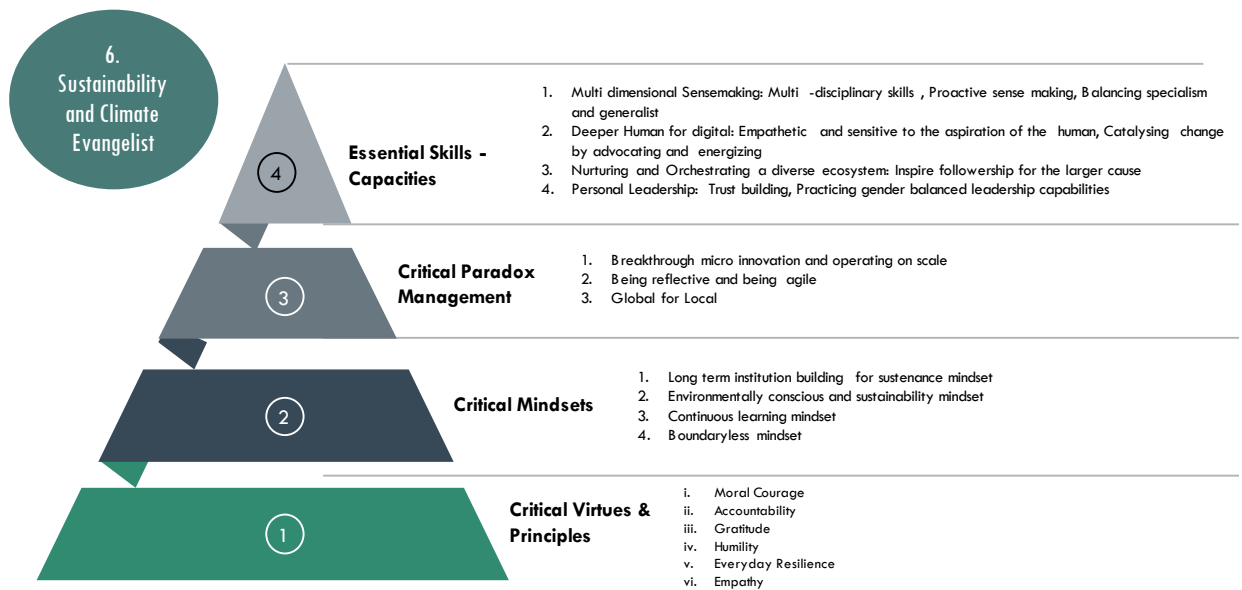 6.
Sustainability
and Climate
Evangelist
4
Essential Skills -
Capacities
1. Multi dimensional Sensemaking: Multi -disciplinary skills , Proactive sense making, Balancing specialism
and generalist
2. Deeper Human for digital: Empathetic and sensitive to the aspiration of the human, Catalysing change
by advocating and energizing
3. Nurturing and Orchestrating a diverse ecosystem: Inspire followership for the larger cause
4. Personal Leadership: Trust building, Practicing gender balanced leadership capabilities
3
Critical Paradox
Management
1. Breakthrough micro innovation and operating on scale
2. Being reflective and being agile
3. Global for Local
2
Critical Mindsets
1. Long term institution building for sustenance mindset
2. Environmentally conscious and sustainability mindset
3. Continuous learning mindset
4. Boundaryless mindset
1
Critical Virtues &
Principles
i. Moral Courage
ii. Accountability
iii. Gratitude
iv. Humility
v. Everyday Resilience
vi. Empathy